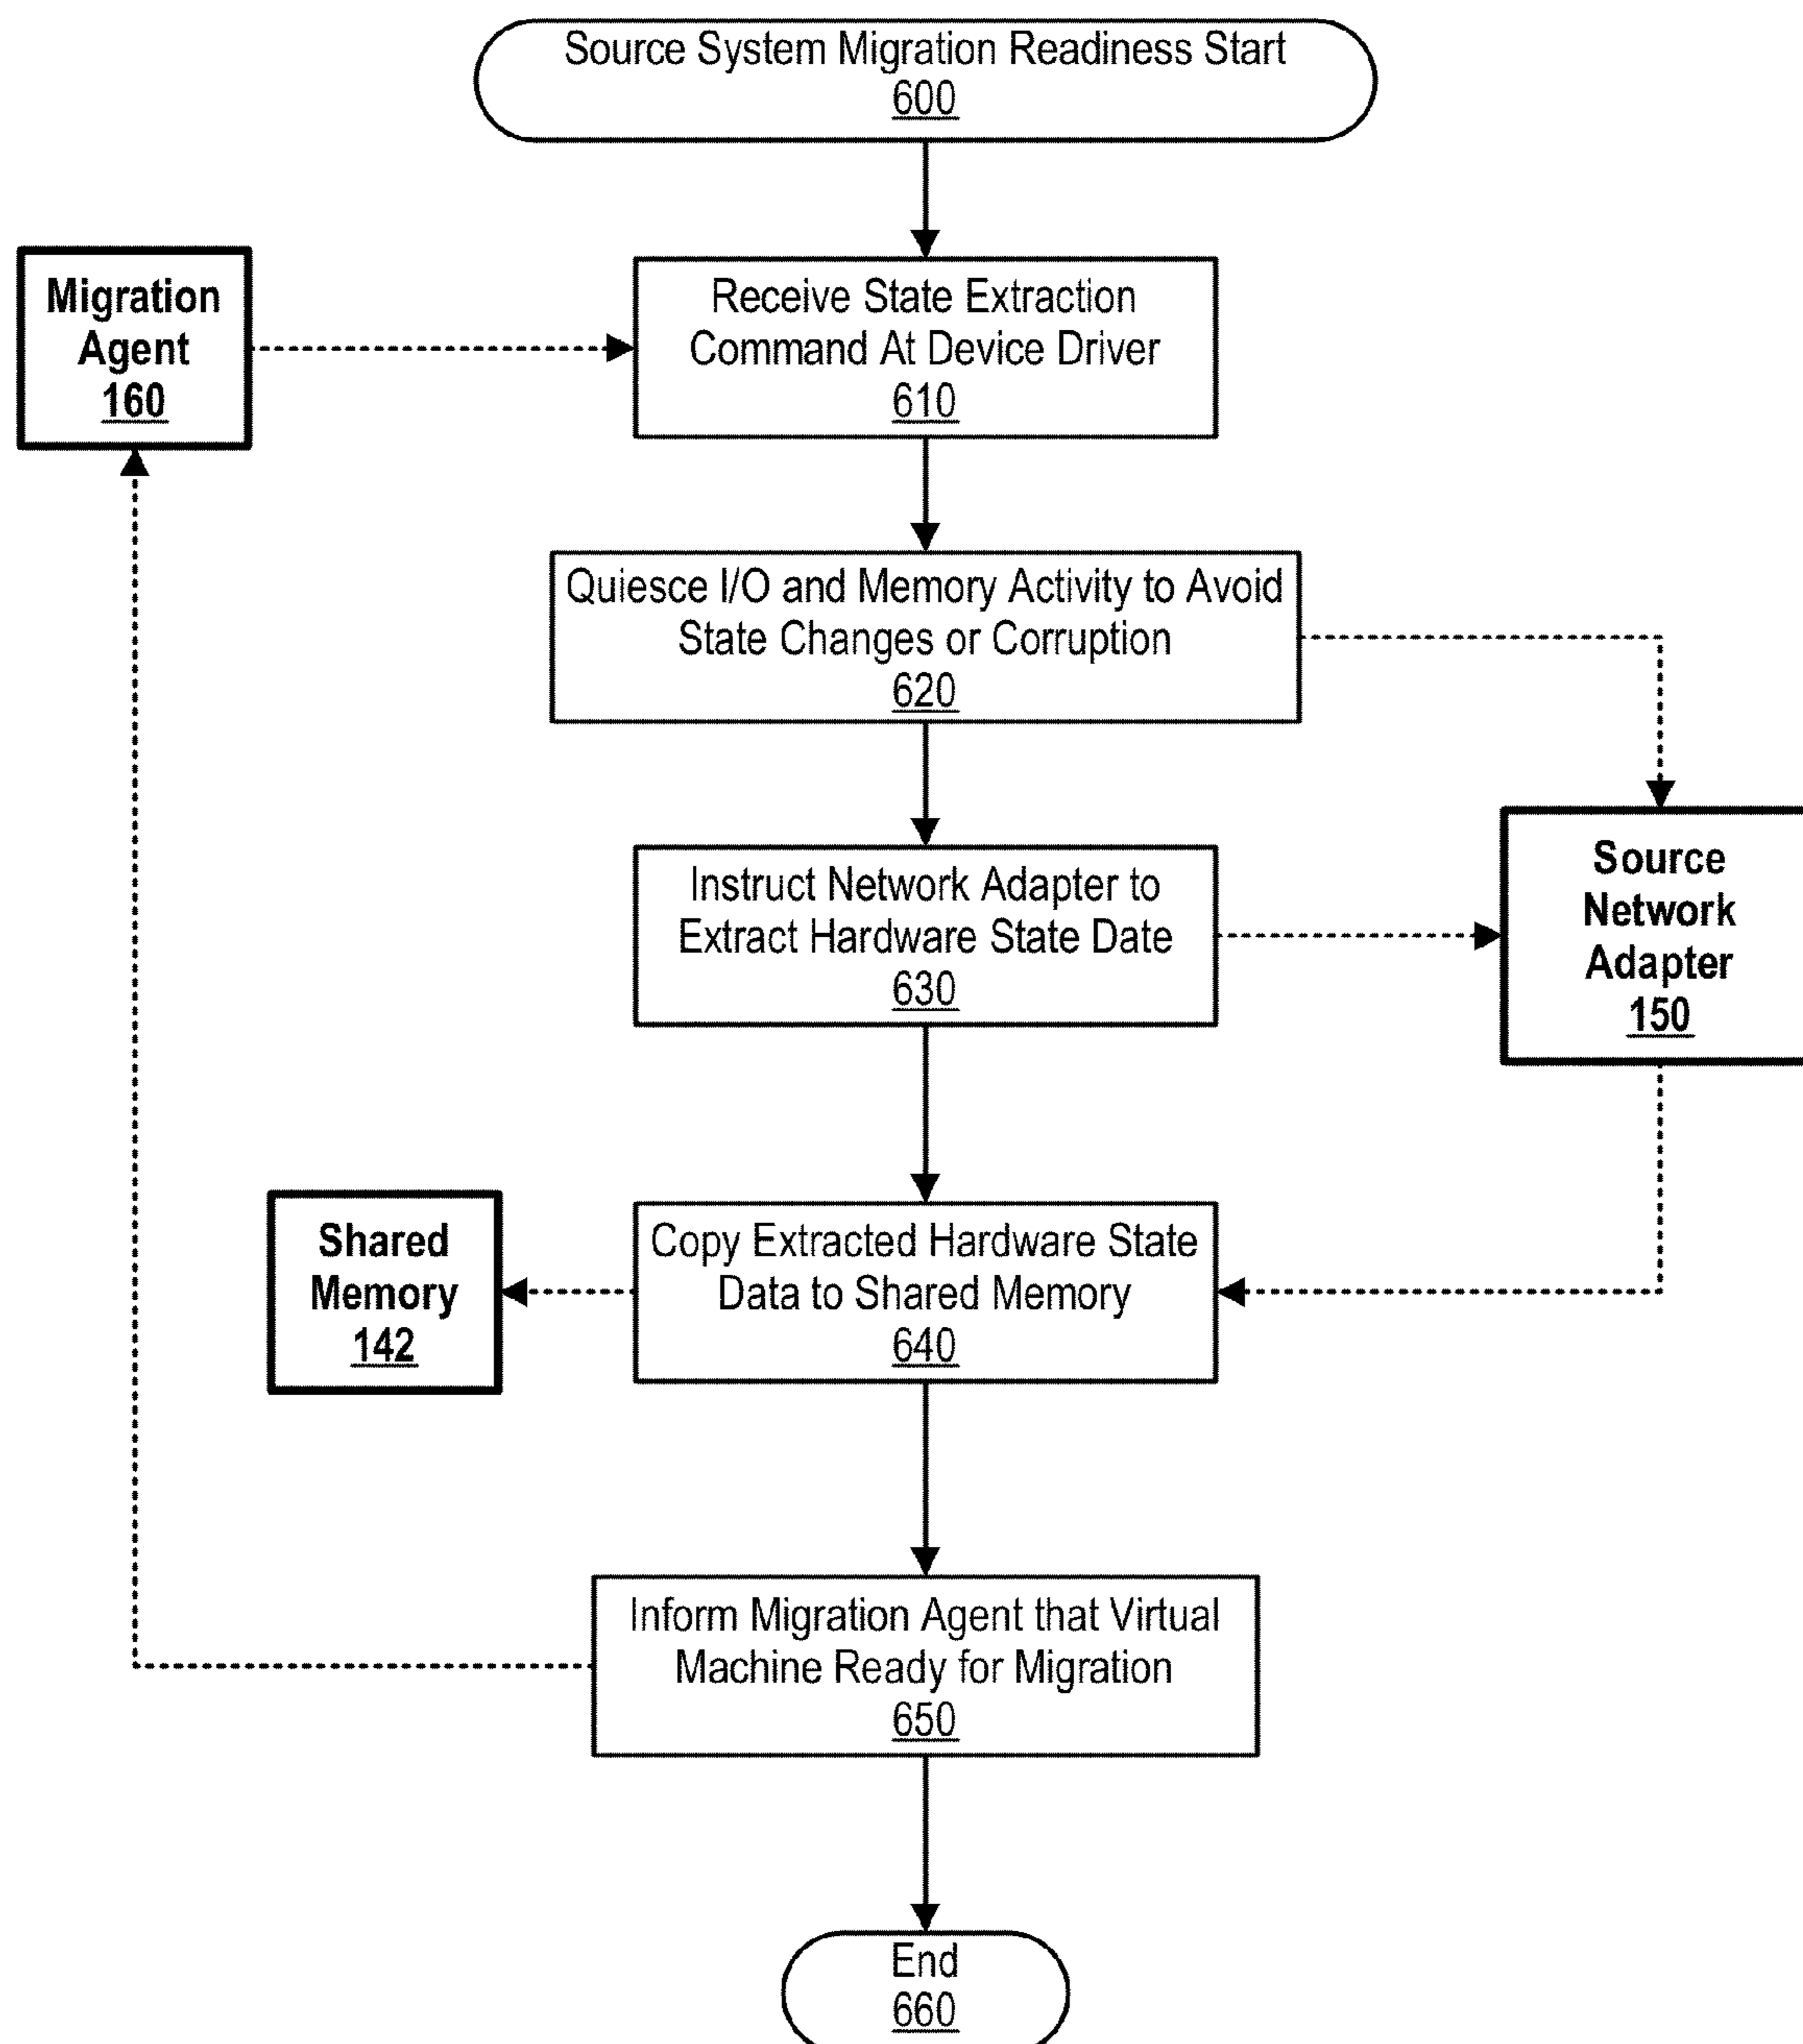 Source System Migration Readiness Start
600
Migration
Agent
160
Receive State Extraction
Command At Device Driver
610
Quiesce I/O and Memory Activity to Avoid
State Changes or Corruption
620
Instruct Network Adapter to
Extract Hardware State Date
630
Source
Network
Adapter
150
Shared
Memory
142
Copy Extracted Hardware State
Data to Shared Memory
640
Inform Migration Agent that Virtual
Machine Ready for Migration
650
End
660